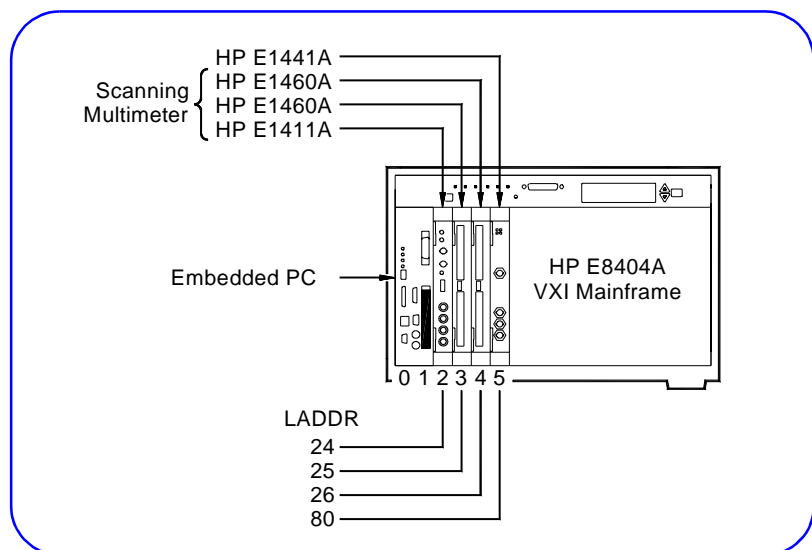 HP E1441A
HP E1460A
Scanning
Multimeter
HP E1460A
HP E1411A
Embedded PC
HP E8404A
VXI Mainframe
0 1 2 3 4 5
LADDR
24
25
26
80